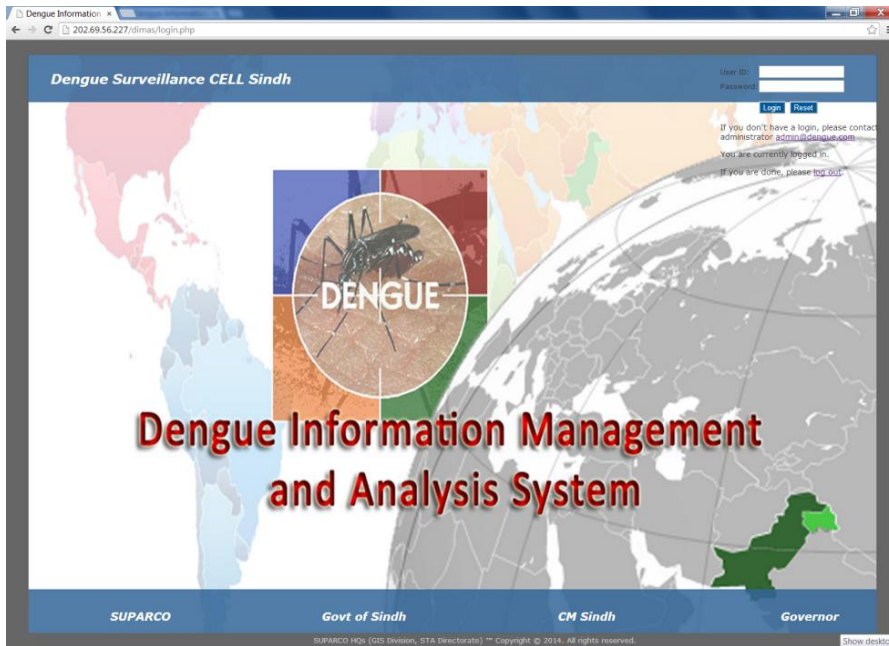 Dengue Information
202.69.56.227/dimas/login.php
Dengue Surveillance CELL Sindh
User ID:
Password:
Login Reset
If you don't have a login, please contact
administrator admin@dengue.com
You are currently logged in.
If you are done, please log out.
DENGUE
Dengue Information Management
and Analysis System
SUPARCO Govt of Sindh CM Sindh Governor
SUPARCO HQs (GIS Division, STA Directorate) ™ Copyright © 2014. All rights reserved.
Show deskto